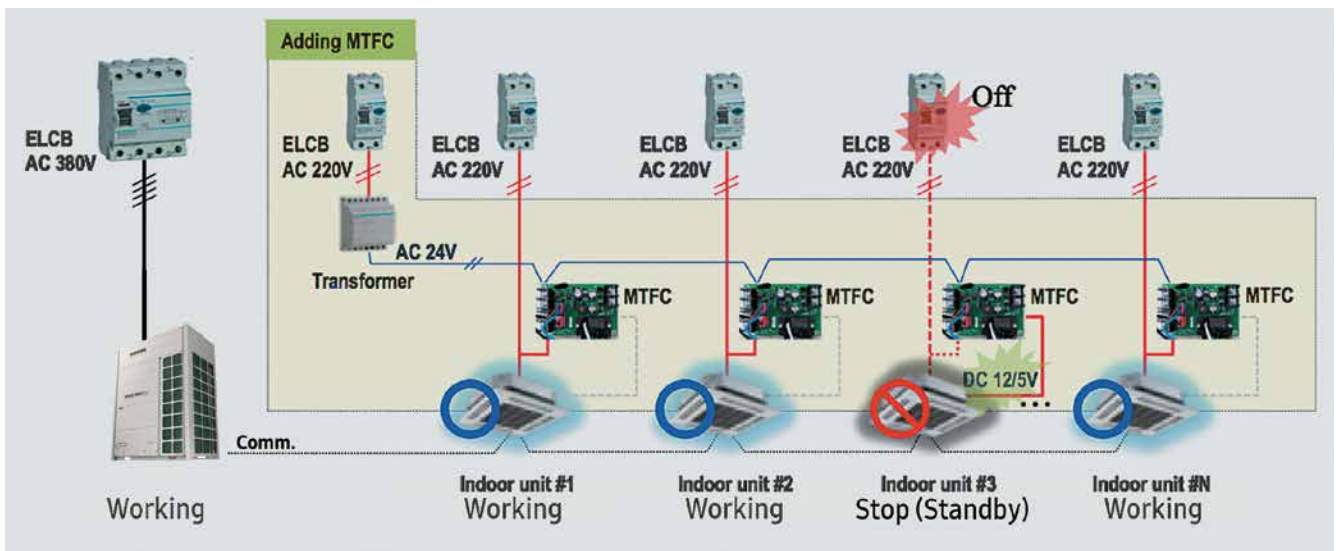 Adding MTFC
Off
ELCB
AC 380V
ELCB
AC 220V
ELCB
AC 220V
ELCB
AC 220V
ELCB
AC 220V
ELCB
AC 220V
Transformer
AC 24V
MTFC
MTFC
MTFC
MTFC
DC 12/5V
...
Comm.
Working
Indoor unit #1
Working
Indoor unit #2
Working
Indoor unit #3
Stop (Standby)
Indoor unit #N
Working